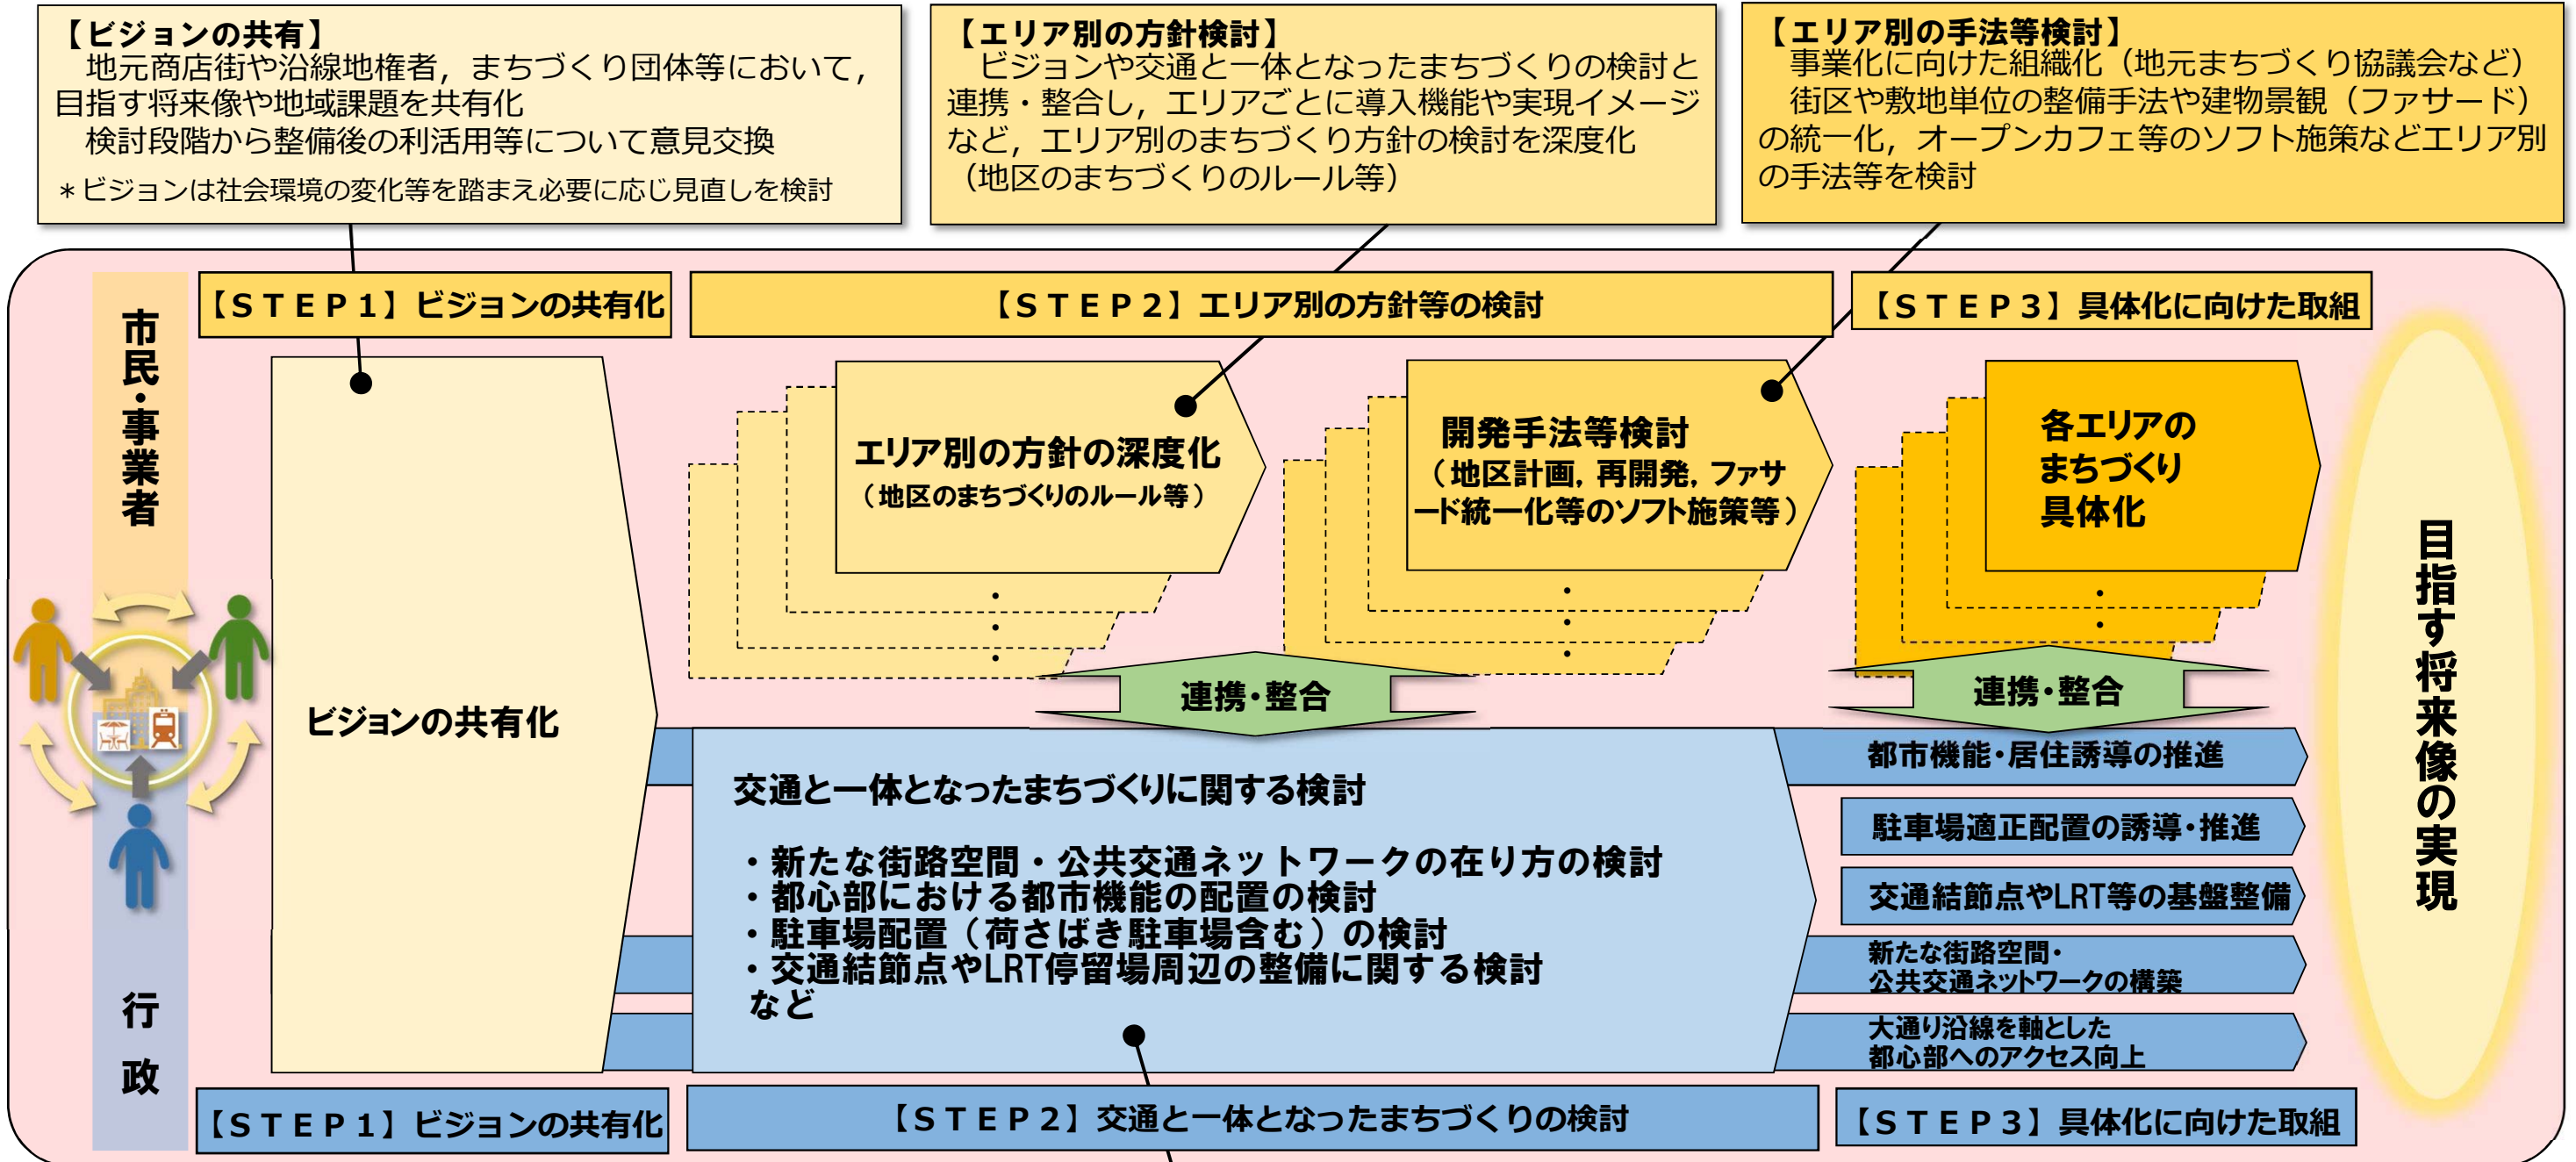 【ビジョンの共有】
地元商店街や沿線地権者，まちづくり団体等において，
目指す将来像や地域課題を共有化
検討段階から整備後の利活用等について意見交換
＊ビジョンは社会環境の変化等を踏まえ必要に応じ見直しを検討
【エリア別の方針検討】
ビジョンや交通と一体となったまちづくりの検討と
連携・整合し，エリアごとに導入機能や実現イメージ
など，エリア別のまちづくり方針の検討を深度化
（地区のまちづくりのルール等）
【エリア別の手法等検討】
事業化に向けた組織化（地元まちづくり協議会など）
街区や敷地単位の整備手法や建物景観（ファサード）
の統一化，オープンカフェ等のソフト施策などエリア別
の手法等を検討
市民・事業者
【ＳＴＥＰ１】ビジョンの共有化
【ＳＴＥＰ２】エリア別の方針等の検討
【ＳＴＥＰ３】具体化に向けた取組
ビジョンの共有化
エリア別の方針の深度化
（地区のまちづくりのルール等）
・
・
・
開発手法等検討
（地区計画，再開発，ファサ
ード統一化等のソフト施策等）
・
・
・
各エリアの
まちづくり
具体化
・
・
連携・整合
連携・整合
交通と一体となったまちづくりに関する検討
・新たな街路空間・公共交通ネットワークの在り方の検討
・都心部における都市機能の配置の検討
・駐車場配置（荷さばき駐車場含む）の検討
・交通結節点やLRT停留場周辺の整備に関する検討
など
都市機能・居住誘導の推進
駐車場適正配置の誘導・推進
交通結節点やLRT等の基盤整備
新たな街路空間・
公共交通ネットワークの構築
大通り沿線を軸とした
都心部へのアクセス向上
目指す将来像の実現
行政
【ＳＴＥＰ１】ビジョンの共有化
【ＳＴＥＰ２】交通と一体となったまちづくりの検討
【ＳＴＥＰ３】具体化に向けた取組